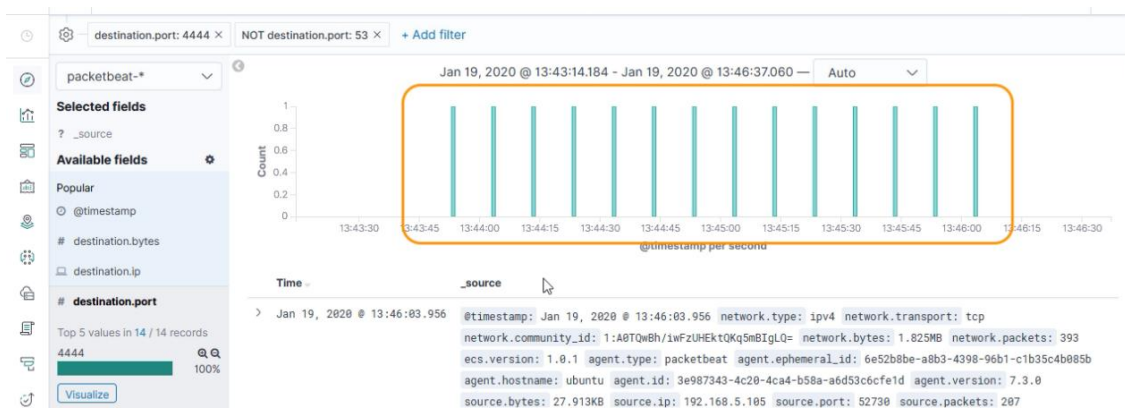 destination.port: 4444 × NOT destination.port: 53 × + Add filter
packetbeat-*
Selected fields
? _source
Available fields
Popular
@timestamp
# destination.bytes
destination.ip
# destination.port
Top 5 values in 14 / 14 records
4444
100%
Visualize
Jan 19, 2020 @ 13:43:14.184 - Jan 19, 2020 @ 13:46:37.060 — Auto
Count
1
0.8
0.6
0.4
0.2
0
13:43:30 13:43:45 13:44:00 13:44:15 13:44:30 13:44:45 13:45:00 13:45:15 13:45:30 13:45:45 13:46:00 13:46:15 13:46:30
@timestamp per second
Time _source
> Jan 19, 2020 @ 13:46:03.956 @timestamp: Jan 19, 2020 @ 13:46:03.956 network.type: ipv4 network.transport: tcp
network.community_id: 1:A0TQwBh/iwFzUHEktQKq5mBIgLQ= network.bytes: 1.825MB network.packets: 393
ecs.version: 1.0.1 agent.type: packetbeat agent.ephemeral_id: 6e52b8be-a8b3-4398-96b1-c1b35c4b085b
agent.hostname: ubuntu agent.id: 3e987343-4c20-4ca4-b58a-a6d53c6cfe1d agent.version: 7.3.0
source.bytes: 27.913KB source.ip: 192.168.5.105 source.port: 52730 source.packets: 207